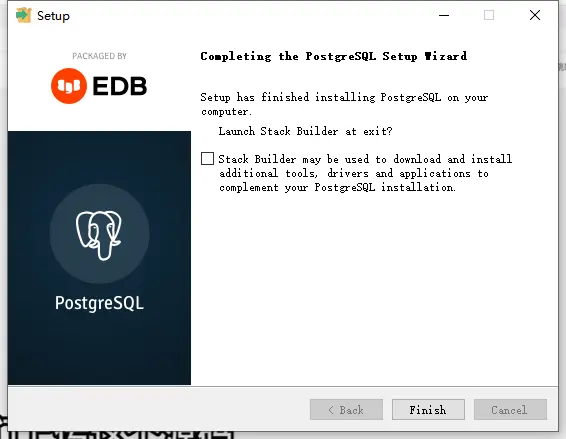 Setup
PACKAGED BY
EDB
Completing the PostgreSQL Setup Wizard
Setup has finished installing PostgreSQL on your
computer.
Launch Stack Builder at exit?
Stack Builder may be used to download and install
additional tools, drivers and applications to
complement your PostgreSQL installation.
PostgreSQL
< Back
Finish
Cancel